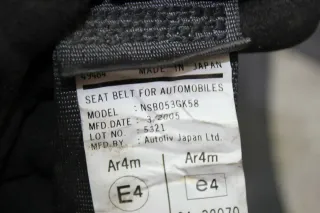 49504 MADE IN JAPAN
SEAT BELT FOR AUTOMOBILES
MODEL : NSB053GK58
MFD.DATE : 3.2005
LOT NO. : 5321
MFD.BY : Autoliv Japan Ltd.
Ar4m Ar4m
E4 e4